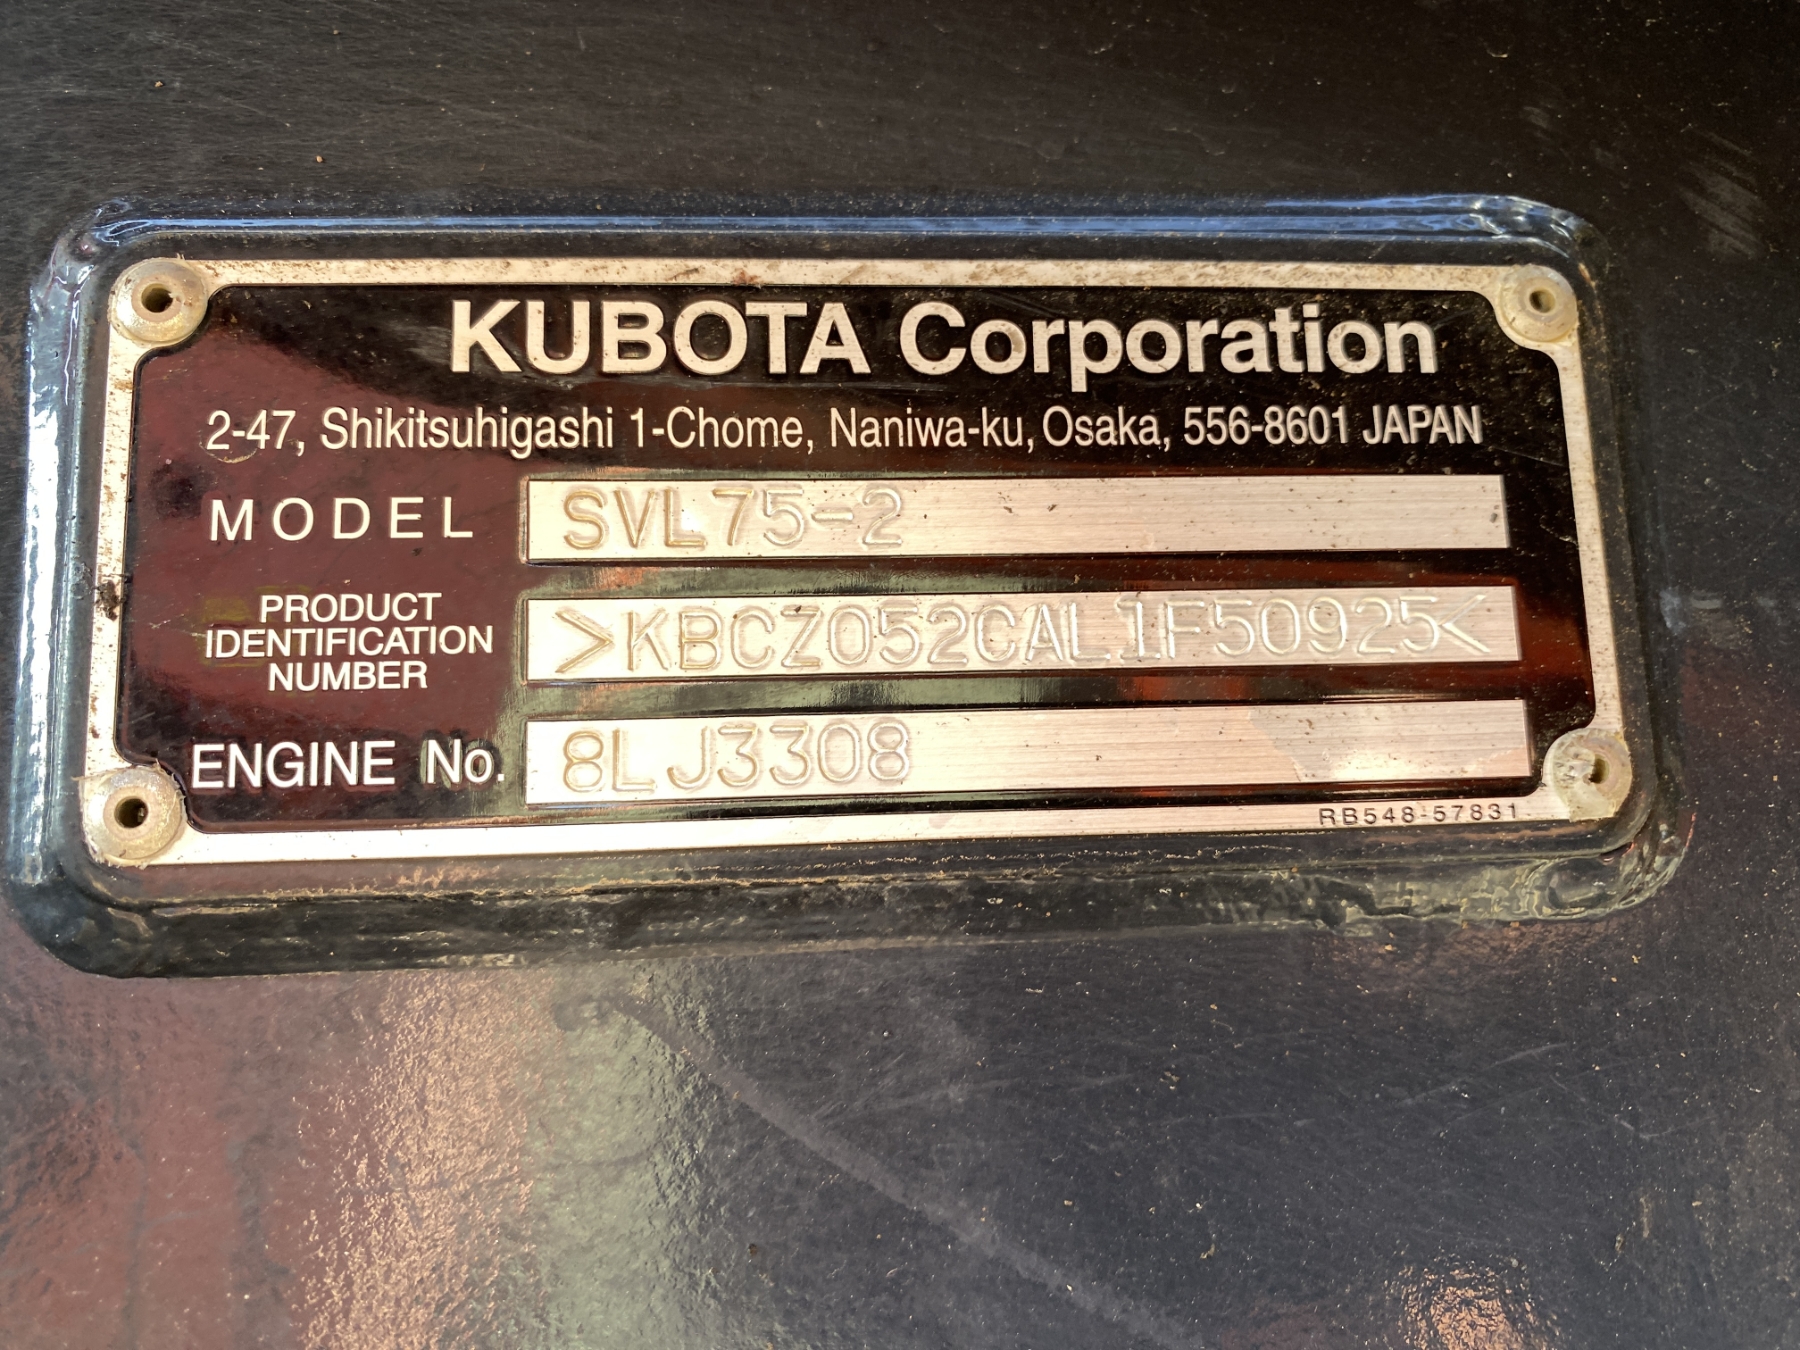 KUBOTA Corporation
2-47, Shikitsuhigashi 1-Chome, Naniwa-ku, Osaka, 556-8601 JAPAN
MODEL SVL75-2
PRODUCT
IDENTIFICATION
NUMBER
>KBCZ052CAL1F50925<
ENGINE No. 8LJ3308
RB548-57831